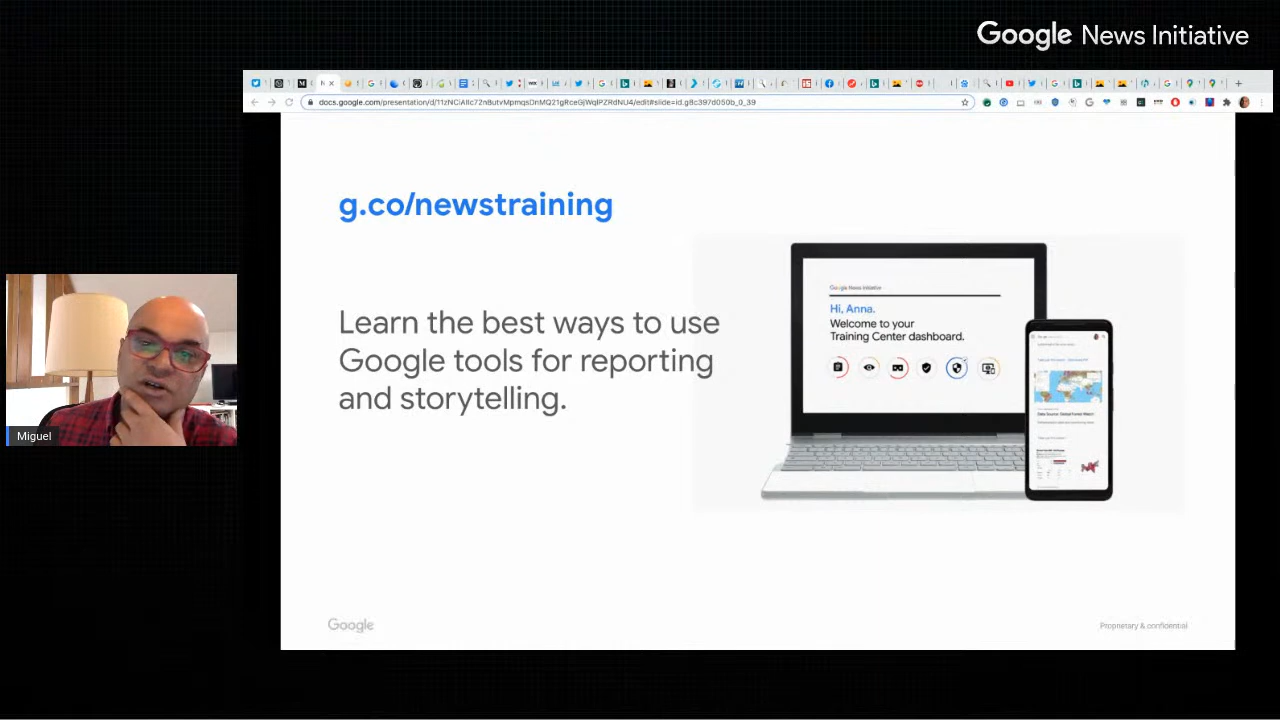 Google News Initiative
g.co/newstraining
Learn the best ways to use
Google tools for reporting
and storytelling.
Google News Initiative
Hi, Anna.
Welcome to your
Training Center dashboard.
Miguel
Google
Proprietary & confidential